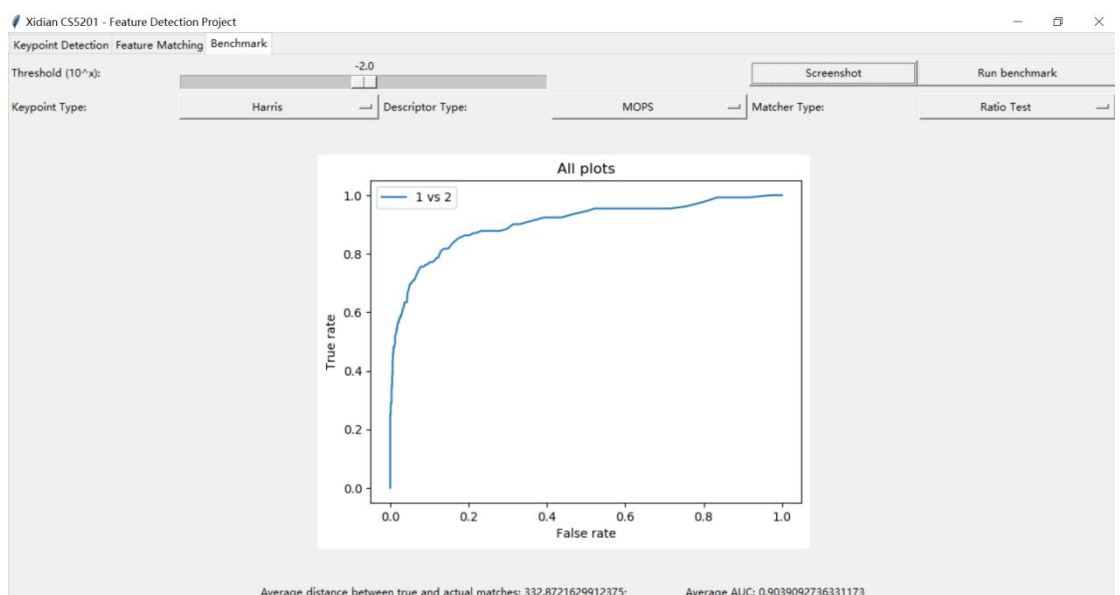 Xidian CS5201 - Feature Detection Project
Keypoint Detection Feature Matching Benchmark
Threshold (10^x): -2.0 Screenshot Run benchmark
Keypoint Type: Harris Descriptor Type: MOPS Matcher Type: Ratio Test
All plots
1 vs 2
True rate
1.0
0.8
0.6
0.4
0.2
0.0
0.0 0.2 0.4 0.6 0.8 1.0
False rate
Average distance between true and actual matches: 332.8721629912375; Average AUC: 0.9039092736331173